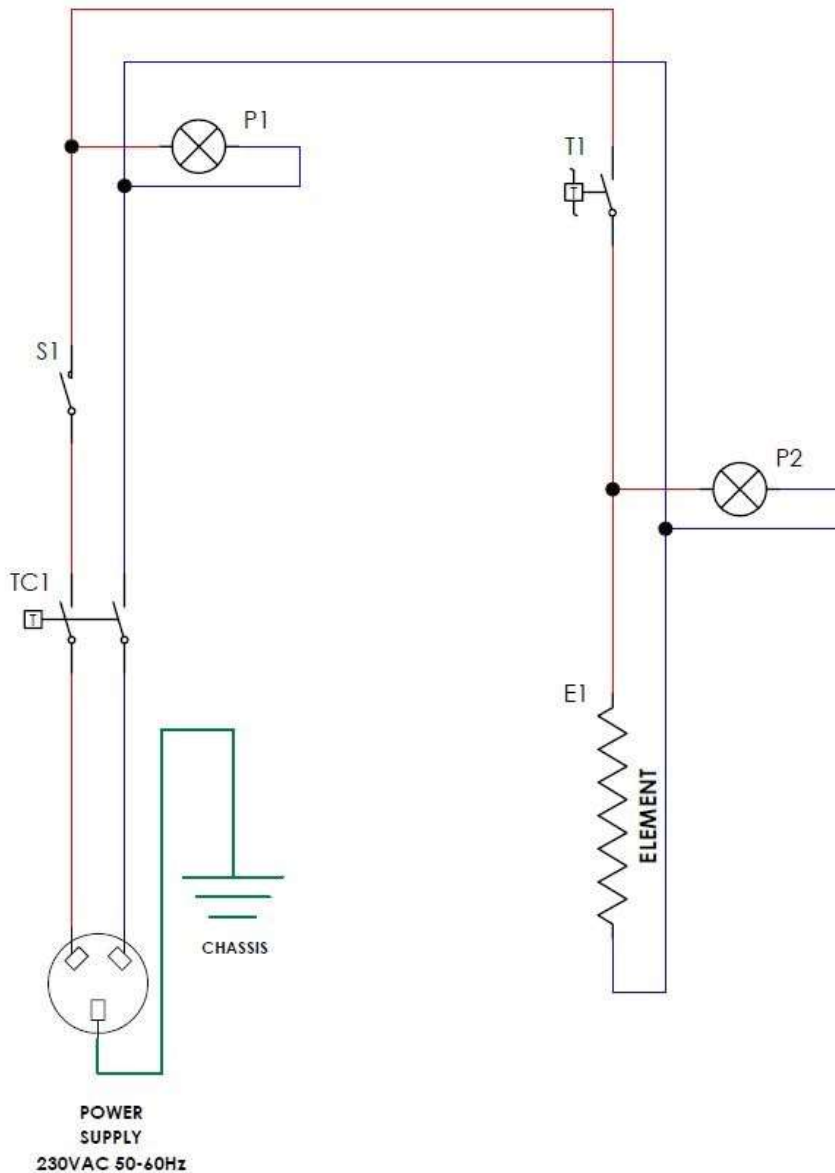 P1
T1
T
S1
P2
TC1
T
E1
ELEMENT
CHASSIS
POWER
SUPPLY
230VAC 50-60Hz